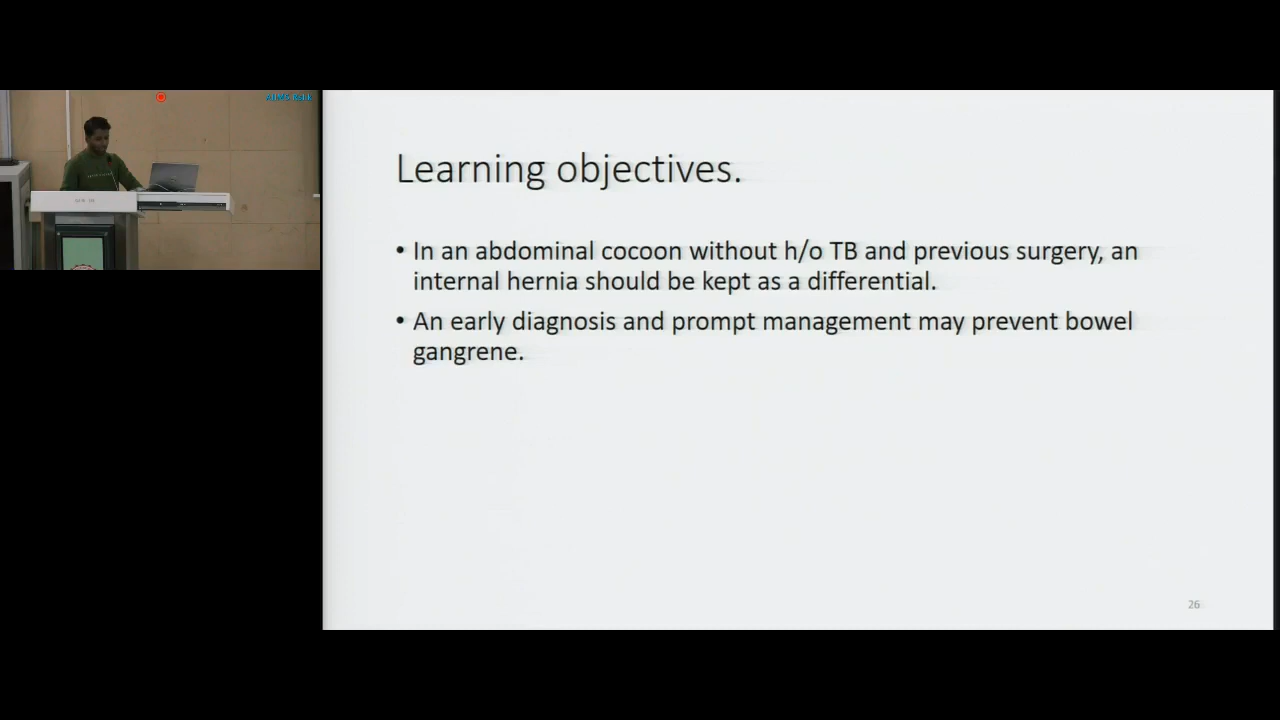 Learning objectives.
• In an abdominal cocoon without h/o TB and previous surgery, an
internal hernia should be kept as a differential.
• An early diagnosis and prompt management may prevent bowel
gangrene.
26